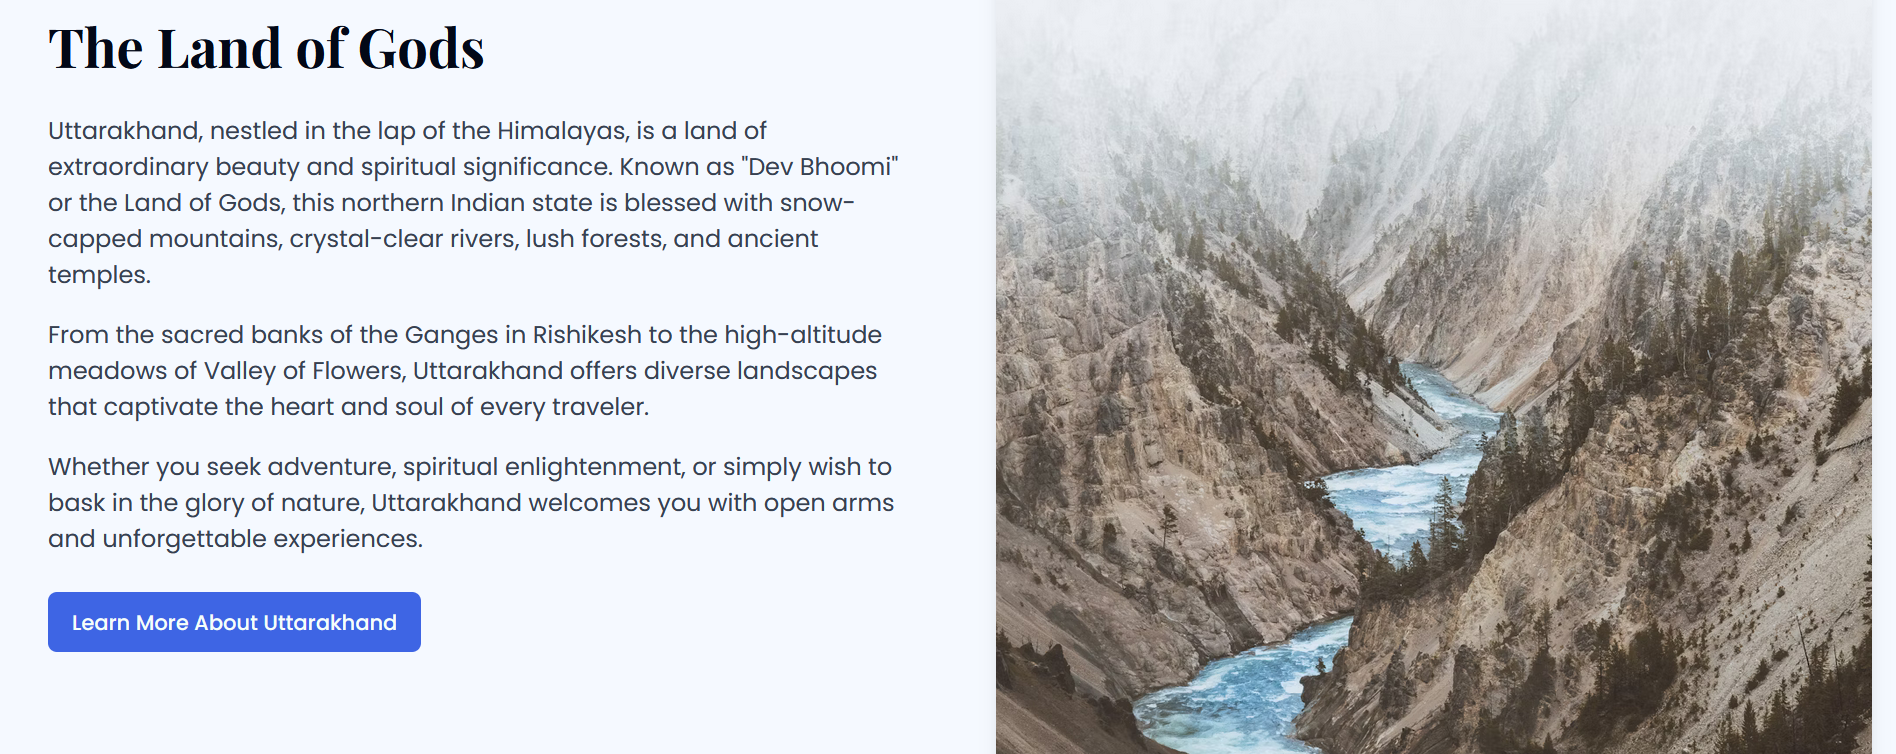 The Land of Gods
Uttarakhand, nestled in the lap of the Himalayas, is a land of
extraordinary beauty and spiritual significance. Known as "Dev Bhoomi"
or the Land of Gods, this northern Indian state is blessed with snow-
capped mountains, crystal-clear rivers, lush forests, and ancient
temples.
From the sacred banks of the Ganges in Rishikesh to the high-altitude
meadows of Valley of Flowers, Uttarakhand offers diverse landscapes
that captivate the heart and soul of every traveler.
Whether you seek adventure, spiritual enlightenment, or simply wish to
bask in the glory of nature, Uttarakhand welcomes you with open arms
and unforgettable experiences.
Learn More About Uttarakhand